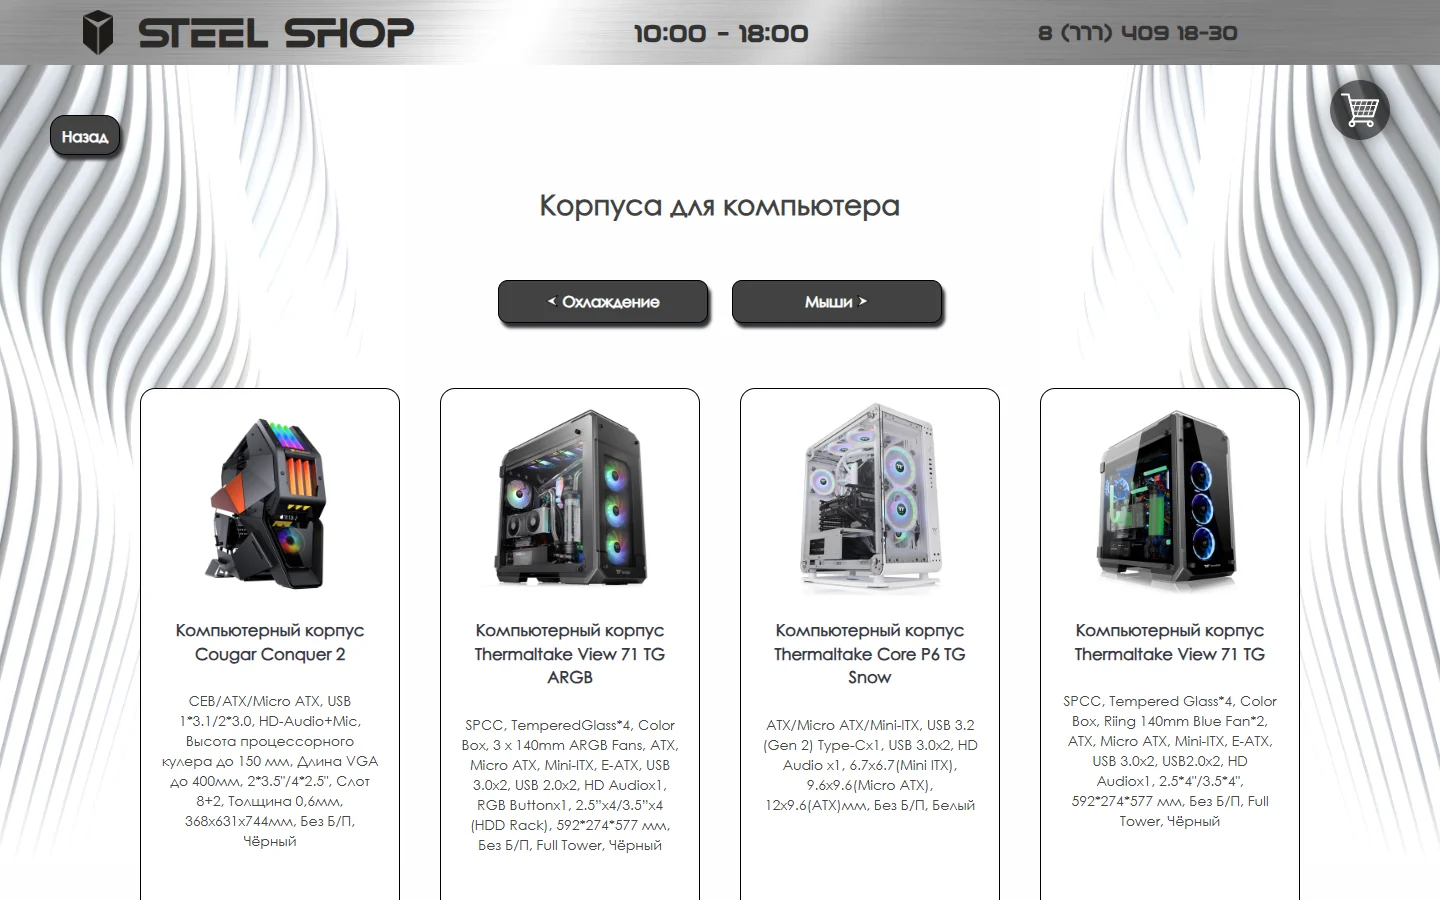 STEEL SHOP
10:00 - 18:00
8 (777) 409 18-30
Назад
Корпуса для компьютера
Охлаждение
Мыши
Компьютерный корпус
Cougar Conquer 2
CEB/ATX/Micro ATX, USB
1*3.1/2*3.0, HD-Audio+Mic,
Высота процессорного
кулера до 150 мм, Длина VGA
до 400мм, 2*3.5"/4*2.5", Слот
8+2, Толщина 0,6мм,
368х631х744мм, Без Б/П,
Чёрный
Компьютерный корпус
Thermaltake View 71 TG
ARGB
SPCC, TemperedGlass*4, Color
Box, 3 x 140mm ARGB Fans, ATX,
Micro ATX, Mini-ITX, E-ATX, USB
3.0x2, USB 2.0x2, HD Audiox1,
RGB Buttonx1, 2.5”x4/3.5”x4
(HDD Rack), 592*274*577 мм,
Без Б/П, Full Tower, Чёрный
Компьютерный корпус
Thermaltake Core P6 TG
Snow
ATX/Micro ATX/Mini-ITX, USB 3.2
(Gen 2) Type-Cx1, USB 3.0x2, HD
Audio x1, 6.7x6.7(Mini ITX),
9.6x9.6(Micro ATX),
12x9.6(ATX)мм, Без Б/П, Белый
Компьютерный корпус
Thermaltake View 71 TG
SPCC, Tempered Glass*4, Color
Box, Riing 140mm Blue Fan*2,
ATX, Micro ATX, Mini-ITX, E-ATX,
USB 3.0x2, USB2.0x2, HD
Audiox1, 2.5*4"/3.5*4",
592*274*577 мм, Без Б/П, Full
Tower, Чёрный